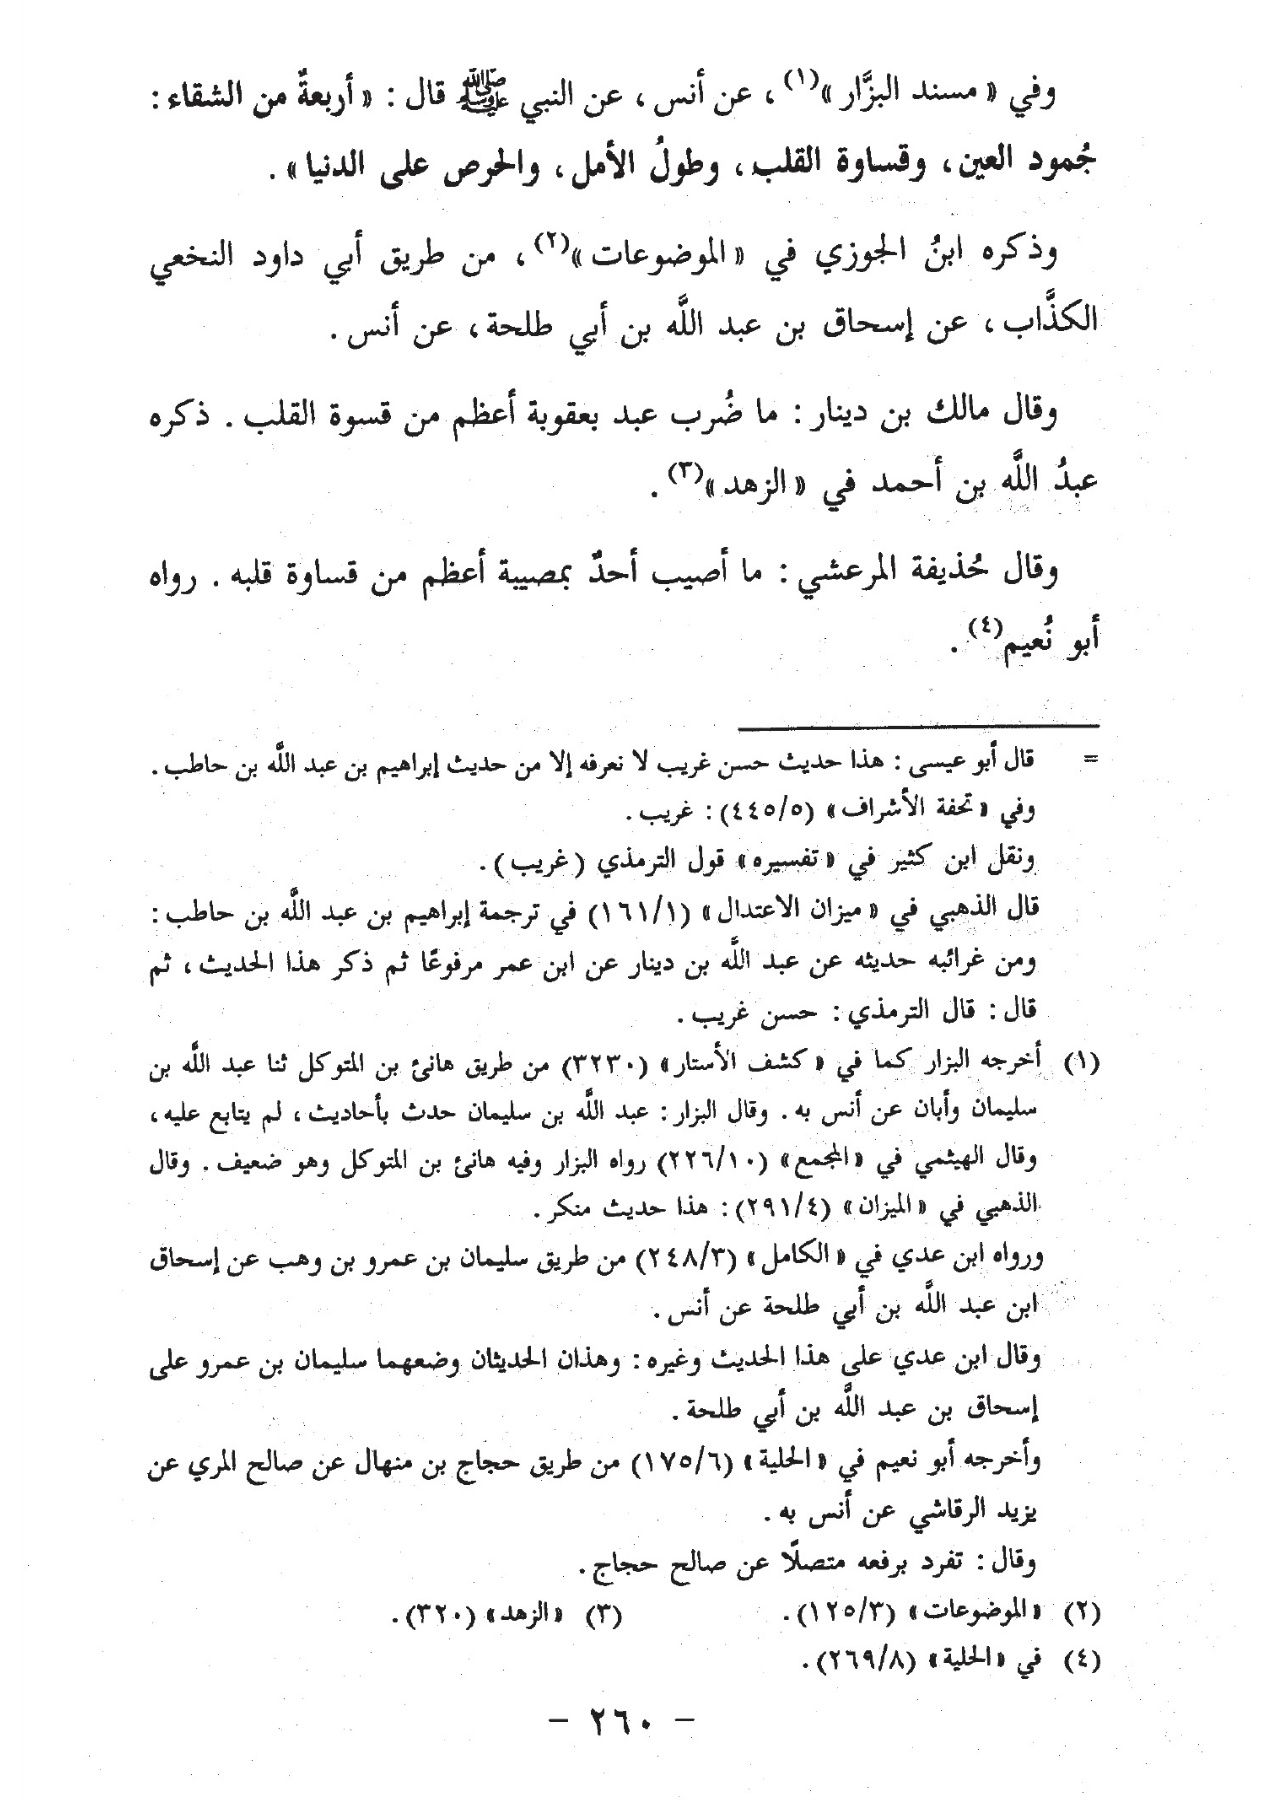 وفي « مسند البزَّار »(١) ، عن أنس ، عن النبي ﷺ قال : « أربعةٌ من الشقاء :
جُمود العين ، وقساوة القلب ، وطولُ الأمل ، والحرص على الدنيا » .
وذكره ابنُ الجوزي في « الموضوعات »(٢) ، من طريق أبي داود النخعي
الكذَّاب ، عن إسحاق بن عبد اللَّه بن أبي طلحة ، عن أنس .
وقال مالك بن دينار : ما ضُرب عبد بعقوبة أعظم من قسوة القلب . ذكره
عبدُ اللَّه بن أحمد في « الزهد »(٣) .
وقال حُذيفة المرعشي : ما أصيب أحدٌ بمصيبة أعظم من قساوة قلبه . رواه
أبو نُعيم(٤) .
= قال أبو عيسى : هذا حديث حسن غريب لا نعرفه إلا من حديث إبراهيم بن عبد اللَّه بن حاطب .
وفي « تحفة الأشراف » (٤٤٥/٥) : غريب .
ونقل ابن كثير في « تفسيره » قول الترمذي ( غريب ) .
قال الذهبي في « ميزان الاعتدال » (١٦١/١) في ترجمة إبراهيم بن عبد اللَّه بن حاطب :
ومن غرائبه حديثه عن عبد اللَّه بن دينار عن ابن عمر مرفوعًا ثم ذكر هذا الحديث ، ثم
قال : قال الترمذي : حسن غريب .
(١) أخرجه البزار كما في « كشف الأستار » (٣٢٣٠) من طريق هانئ بن المتوكل ثنا عبد اللَّه بن
سليمان وأبان عن أنس به . وقال البزار : عبد اللَّه بن سليمان حدث بأحاديث ، لم يتابع عليه ،
وقال الهيثمي في « المجمع » (٢٢٦/١٠) رواه البزار وفيه هانئ بن المتوكل وهو ضعيف . وقال
الذهبي في « الميزان » (٢٩١/٤) : هذا حديث منكر .
ورواه ابن عدي في « الكامل » (٢٤٨/٣) من طريق سليمان بن عمرو بن وهب عن إسحاق
ابن عبد اللَّه بن أبي طلحة عن أنس .
وقال ابن عدي على هذا الحديث وغيره : وهذان الحديثان وضعهما سليمان بن عمرو على
إسحاق بن عبد اللَّه بن أبي طلحة .
وأخرجه أبو نعيم في « الحلية » (١٧٥/٦) من طريق حجاج بن منهال عن صالح المري عن
يزيد الرقاشي عن أنس به .
وقال : تفرد برفعه متصلًا عن صالح حجاج .
(٢) « الموضوعات » (١٢٥/٣) . (٣) « الزهد » (٣٢٠) .
(٤) في « الحلية » (٢٦٩/٨) .
– ٢٦٠ –